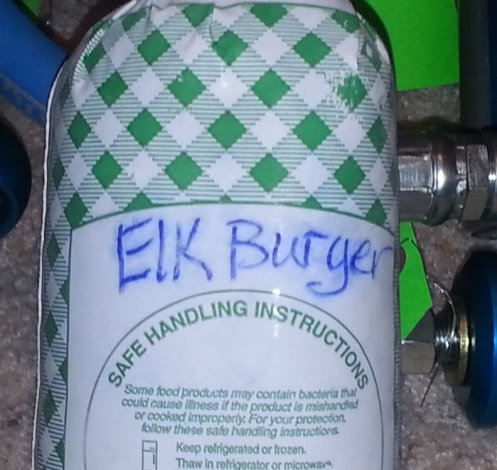 Elk Burger
SAFE HANDLING INSTRUCTIONS
Some food products may contain bacteria that
could cause illness if the product is mishandled
or cooked improperly. For your protection,
follow these safe handling instructions.
Keep refrigerated or frozen.
Thaw in refrigerator or microwave.